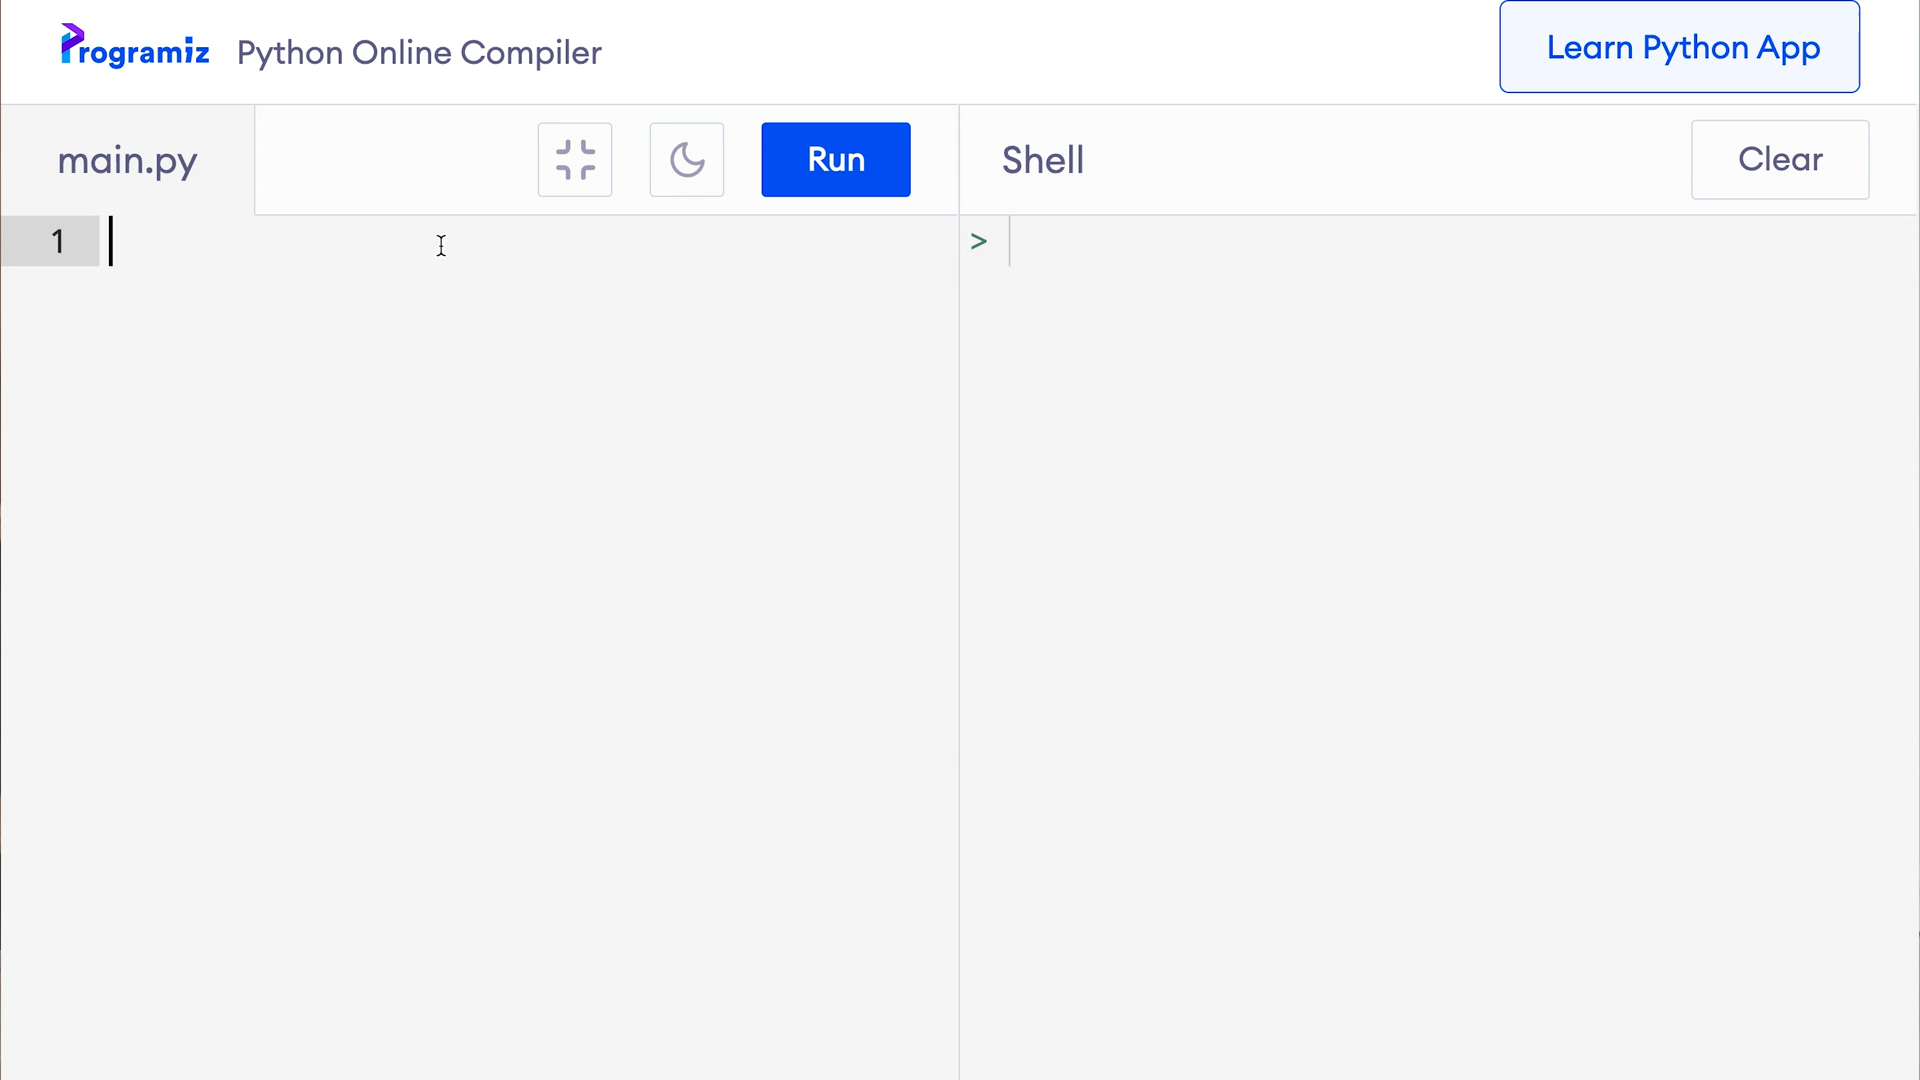 Programiz Python Online Compiler
Learn Python App
main.py
Run
Shell
Clear
1
>